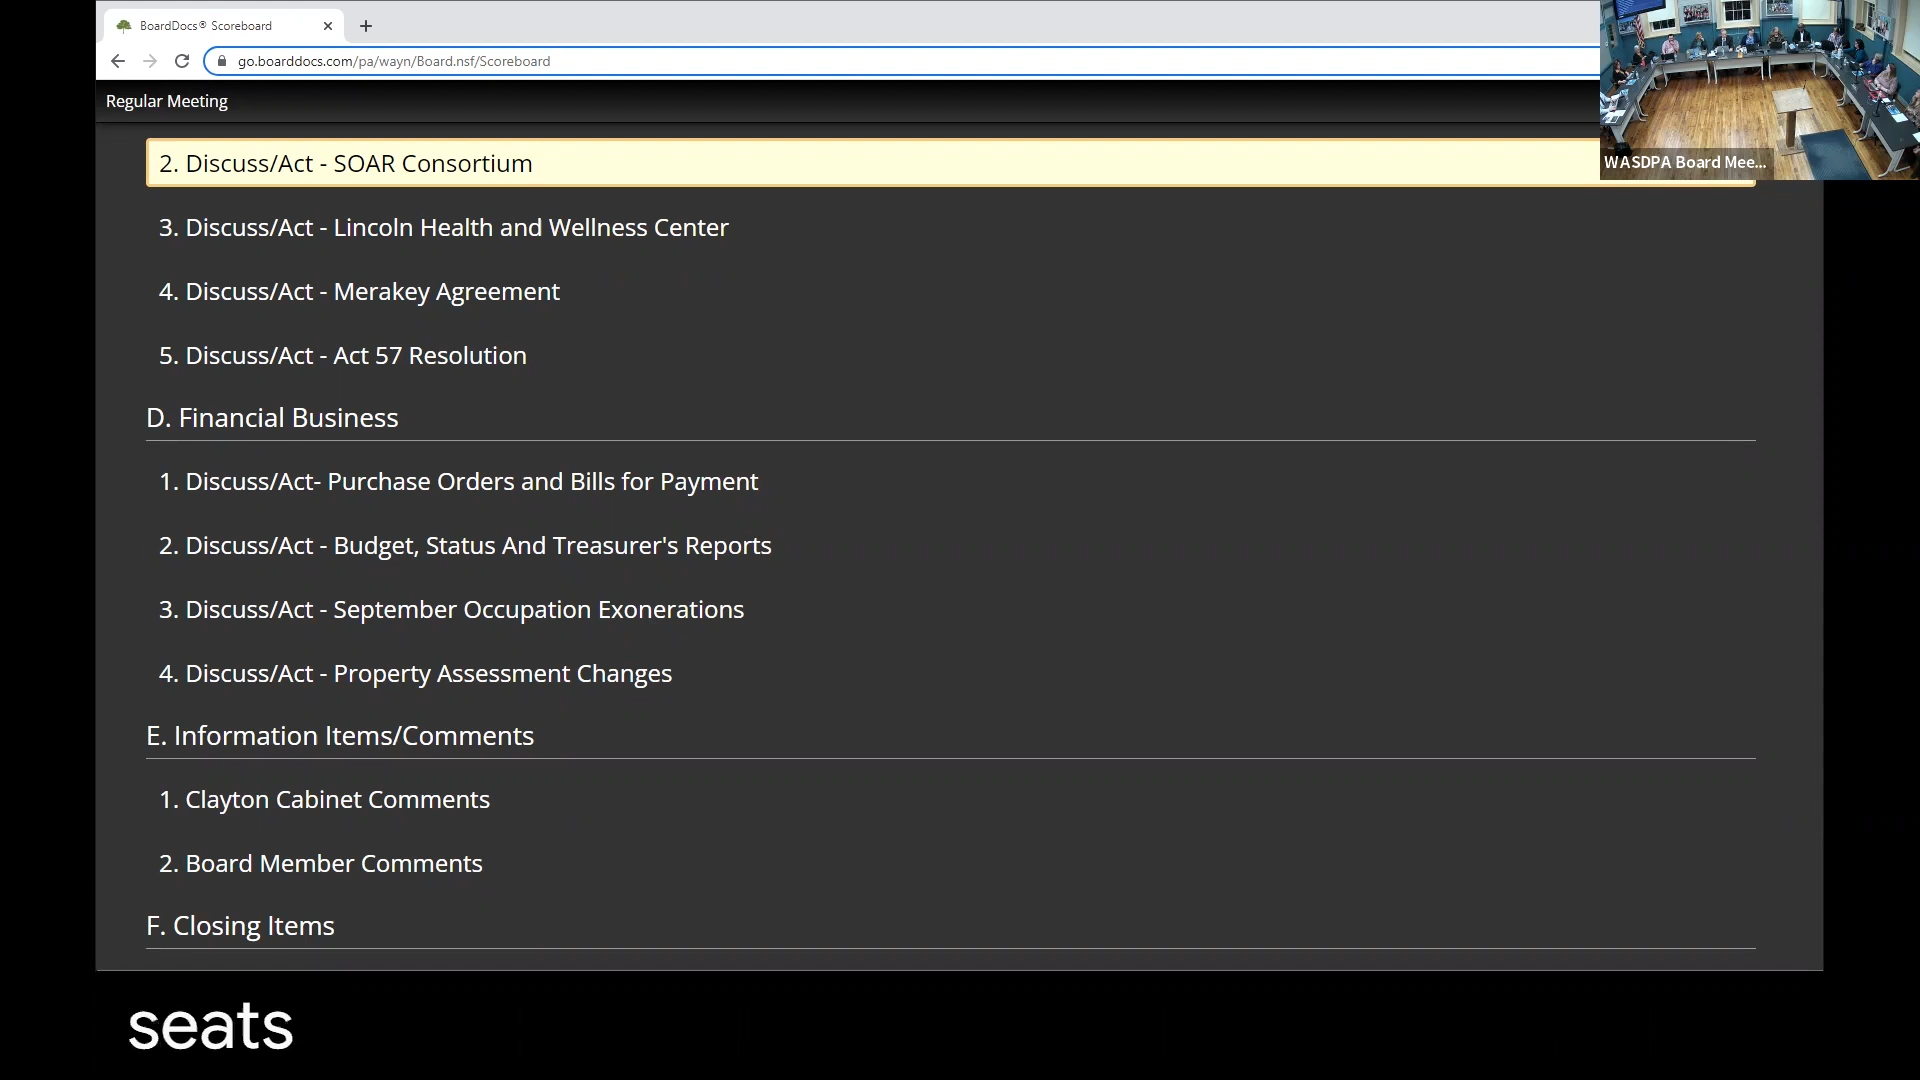 BoardDocs® Scoreboard
go.boarddocs.com/pa/wayn/Board.nsf/Scoreboard
Regular Meeting
WASDPA Board Mee...
2. Discuss/Act - SOAR Consortium
3. Discuss/Act - Lincoln Health and Wellness Center
4. Discuss/Act - Merakey Agreement
5. Discuss/Act - Act 57 Resolution
D. Financial Business
1. Discuss/Act- Purchase Orders and Bills for Payment
2. Discuss/Act - Budget, Status And Treasurer's Reports
3. Discuss/Act - September Occupation Exonerations
4. Discuss/Act - Property Assessment Changes
E. Information Items/Comments
1. Clayton Cabinet Comments
2. Board Member Comments
F. Closing Items
seats